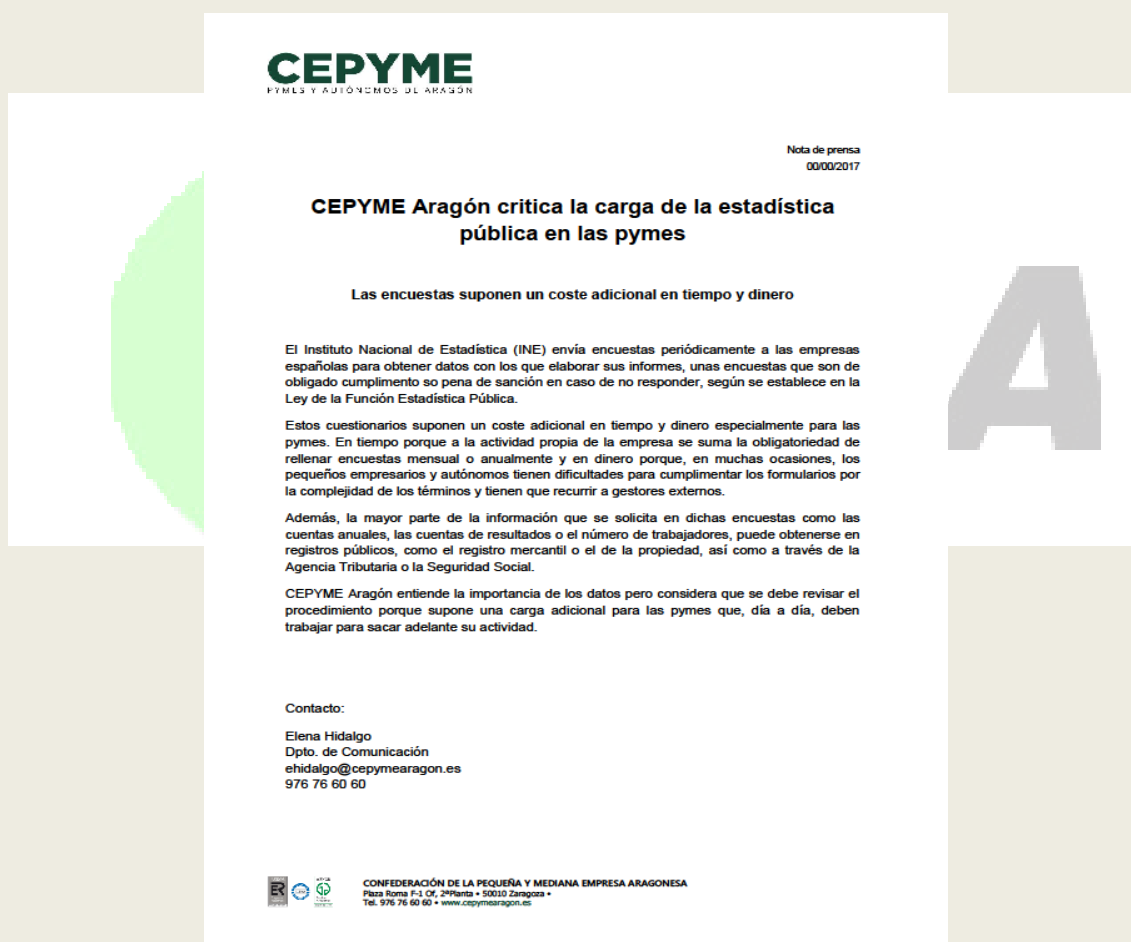 CEPYME
PYMES Y AUTÓNOMOS DE ARAGÓN
Nota de prensa
00/00/2017
CEPYME Aragón critica la carga de la estadística
pública en las pymes
Las encuestas suponen un coste adicional en tiempo y dinero
El Instituto Nacional de Estadística (INE) envía encuestas periódicamente a las empresas
españolas para obtener datos con los que elaborar sus informes, unas encuestas que son de
obligado cumplimento so pena de sanción en caso de no responder, según se establece en la
Ley de la Función Estadística Pública.
Estos cuestionarios suponen un coste adicional en tiempo y dinero especialmente para las
pymes. En tiempo porque a la actividad propia de la empresa se suma la obligatoriedad de
rellenar encuestas mensual o anualmente y en dinero porque, en muchas ocasiones, los
pequeños empresarios y autónomos tienen dificultades para cumplimentar los formularios por
la complejidad de los términos y tienen que recurrir a gestores externos.
Además, la mayor parte de la información que se solicita en dichas encuestas como las
cuentas anuales, las cuentas de resultados o el número de trabajadores, puede obtenerse en
registros públicos, como el registro mercantil o el de la propiedad, así como a través de la
Agencia Tributaria o la Seguridad Social.
CEPYME Aragón entiende la importancia de los datos pero considera que se debe revisar el
procedimiento porque supone una carga adicional para las pymes que, día a día, deben
trabajar para sacar adelante su actividad.
Contacto:
Elena Hidalgo
Dpto. de Comunicación
ehidalgo@cepymearagon.es
976 76 60 60
CONFEDERACIÓN DE LA PEQUEÑA Y MEDIANA EMPRESA ARAGONESA
Plaza Roma F-1 Of, 2ªPlanta • 50010 Zaragoza •
Tel. 976 76 60 60 • www.cepymearagon.es
A